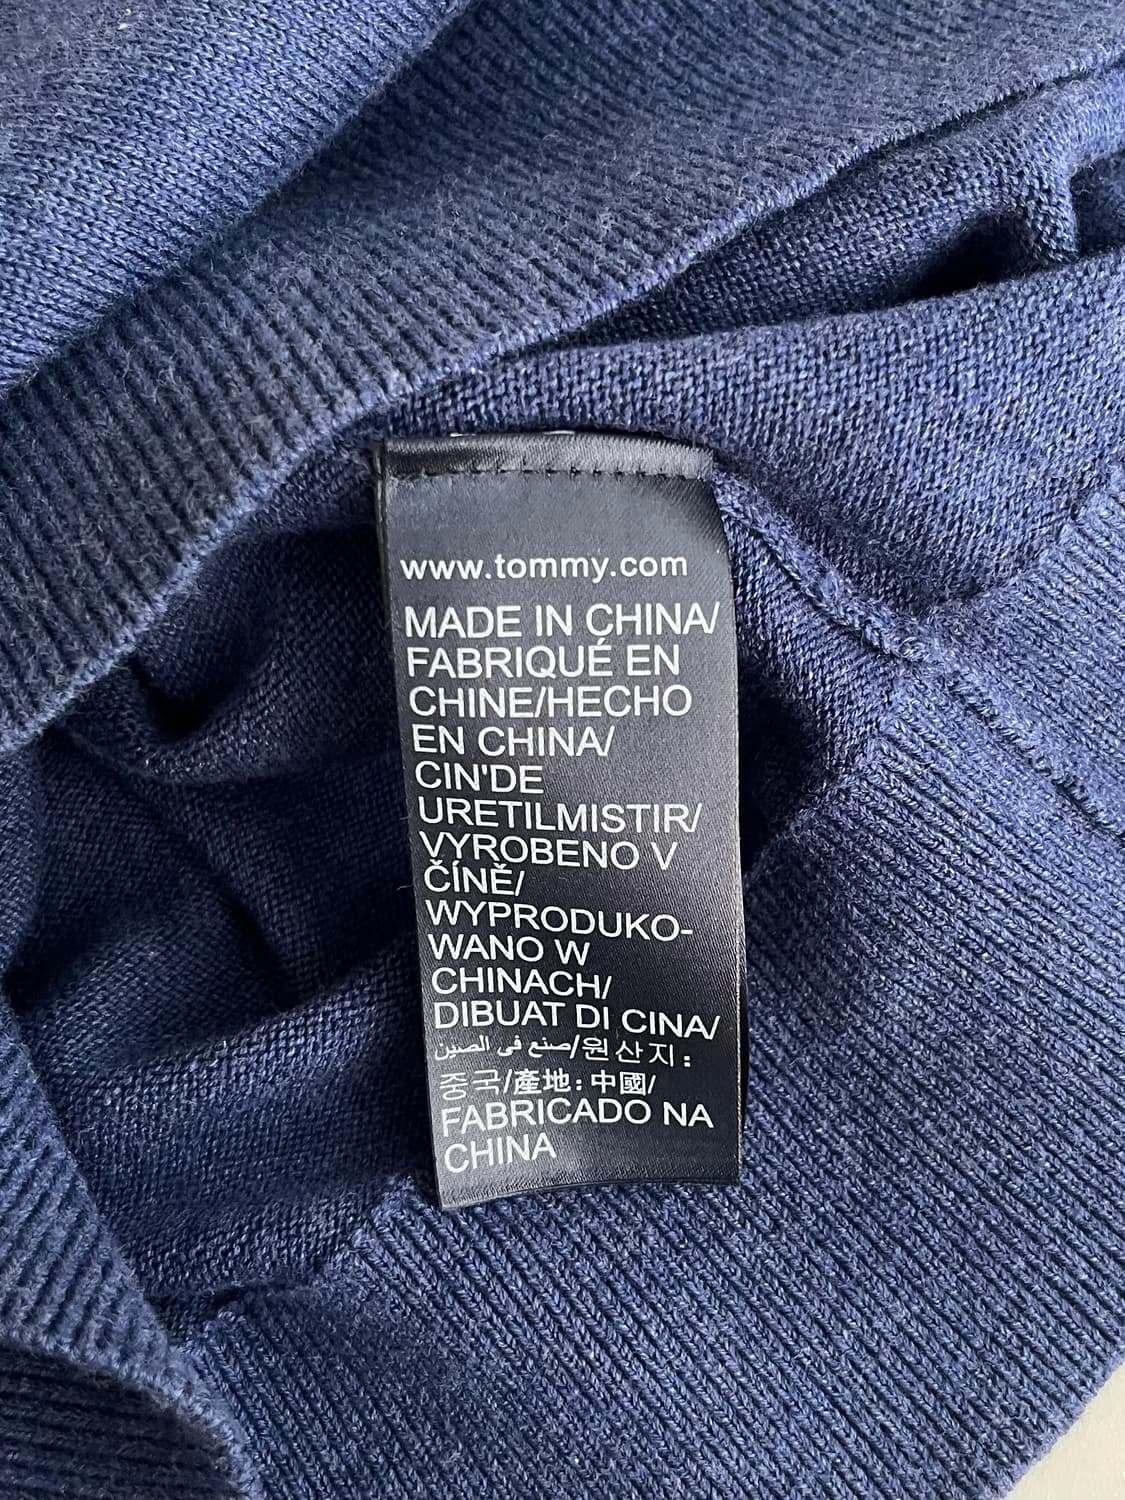 www.tommy.com
MADE IN CHINA/
FABRIQUÉ EN
CHINE/HECHO
EN CHINA/
CIN'DE
URETILMISTIR/
VYROBENO V
ČÍNĚ/
WYPRODUKO-
WANO W
CHINACH/
DIBUAT DI CINA/
صنع في الصين/원산지:
중국/產地:中國/
FABRICADO NA
CHINA